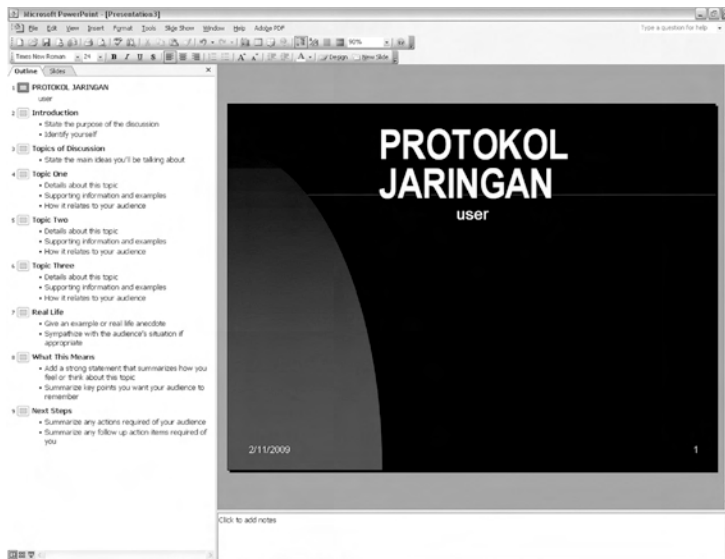 Microsoft PowerPoint - [Presentation3]
File Edit View Insert Format Tools Slide Show Window Help Adobe PDF
Type a question for help
90%
Times New Roman 24 B I U S A A A Design New Slide
Outline Slides
1 PROTOKOL JARINGAN
user
2 Introduction
• State the purpose of the discussion
• Identify yourself
3 Topics of Discussion
• State the main ideas you'll be talking about
4 Topic One
• Details about this topic
• Supporting information and examples
• How it relates to your audience
5 Topic Two
• Details about this topic
• Supporting information and examples
• How it relates to your audience
6 Topic Three
• Details about this topic
• Supporting information and examples
• How it relates to your audience
7 Real Life
• Give an example or real life anecdote
• Sympathize with the audience's situation if
appropriate
8 What This Means
• Add a strong statement that summarizes how you
feel or think about this topic
• Summarize key points you want your audience to
remember
9 Next Steps
• Summarize any actions required of your audience
• Summarize any follow up action items required of
you
PROTOKOL
JARINGAN
user
2/11/2009
1
Click to add notes